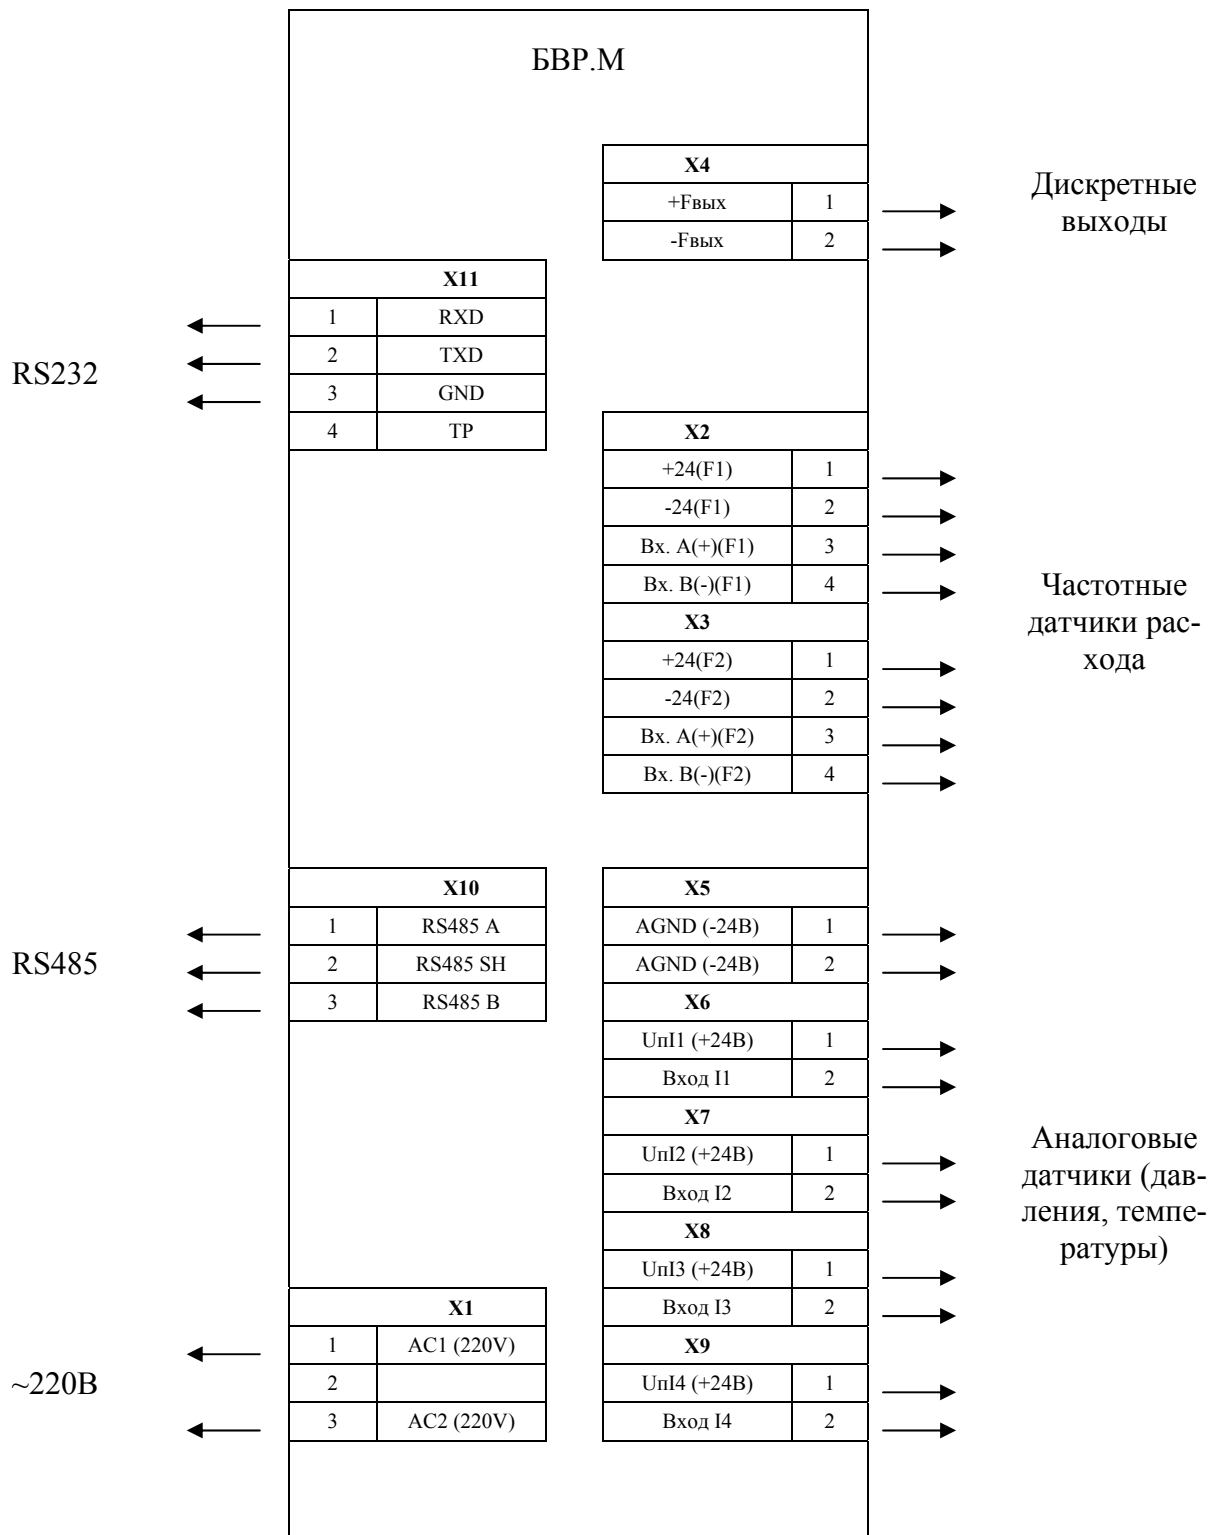 БВР.М
X4
+Fвых 1
-Fвых 2
Дискретные
выходы
X11
1 RXD
2 TXD
3 GND
4 TP
RS232
X2
+24(F1) 1
-24(F1) 2
Вх. A(+)(F1) 3
Вх. B(-)(F1) 4
X3
+24(F2) 1
-24(F2) 2
Вх. A(+)(F2) 3
Вх. B(-)(F2) 4
Частотные
датчики рас-
хода
X10
1 RS485 A
2 RS485 SH
3 RS485 B
RS485
X5
AGND (-24В) 1
AGND (-24В) 2
X6
UпI1 (+24В) 1
Вход I1 2
X7
UпI2 (+24В) 1
Вход I2 2
X8
UпI3 (+24В) 1
Вход I3 2
X9
UпI4 (+24В) 1
Вход I4 2
Аналоговые
датчики (дав-
ления, темпе-
ратуры)
X1
1 AC1 (220V)
2
3 AC2 (220V)
~220В